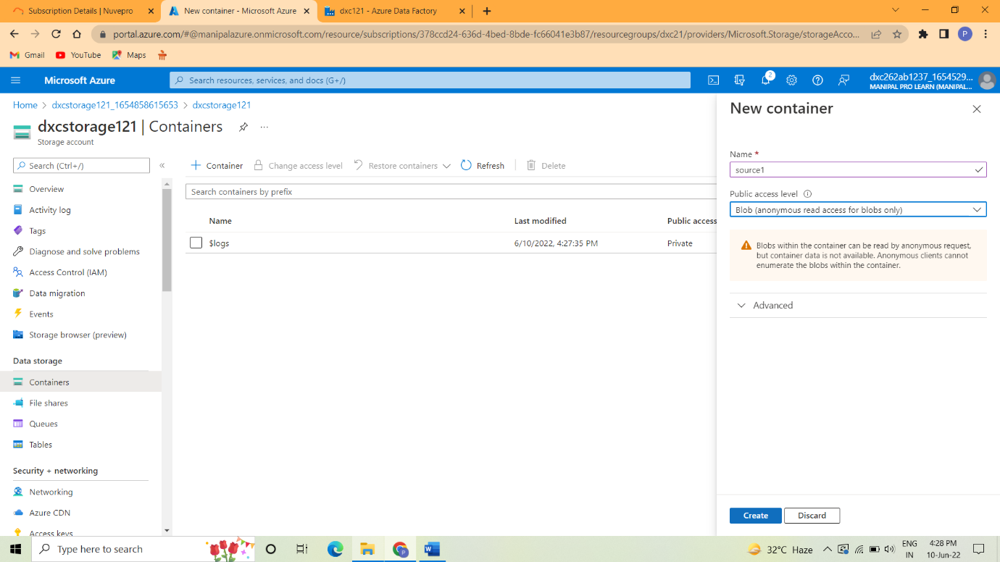 Subscription Details | Nuvepro
New container - Microsoft Azure
dxc121 - Azure Data Factory
portal.azure.com/#@manipalazure.onmicrosoft.com/resource/subscriptions/378ccd24-636d-4bed-8bde-fc66041e3b87/resourcegroups/dxc21/providers/Microsoft.Storage/storageAcco...
P
Gmail
YouTube
Maps
Microsoft Azure
Search resources, services, and docs (G+/)
2
dxc262ab1237_1654529...
MANIPAL PRO LEARN (MANIPAL...
Home > dxcstorage121_1654858615653 > dxcstorage121
dxcstorage121 | Containers
...
Storage account
Search (Ctrl+/)
«
Overview
Activity log
Tags
Diagnose and solve problems
Access Control (IAM)
Data migration
Events
Storage browser (preview)
Data storage
Containers
File shares
Queues
Tables
Security + networking
Networking
Azure CDN
Access keys
Container
Change access level
Restore containers
Refresh
Delete
Search containers by prefix
Name
Last modified
Public access
$logs
6/10/2022, 4:27:35 PM
Private
New container
Name *
source1
Public access level
Blob (anonymous read access for blobs only)
Blobs within the container can be read by anonymous request,
but container data is not available. Anonymous clients cannot
enumerate the blobs within the container.
Advanced
Create
Discard
Type here to search
32°C Haze
ENG
IN
4:28 PM
10-Jun-22